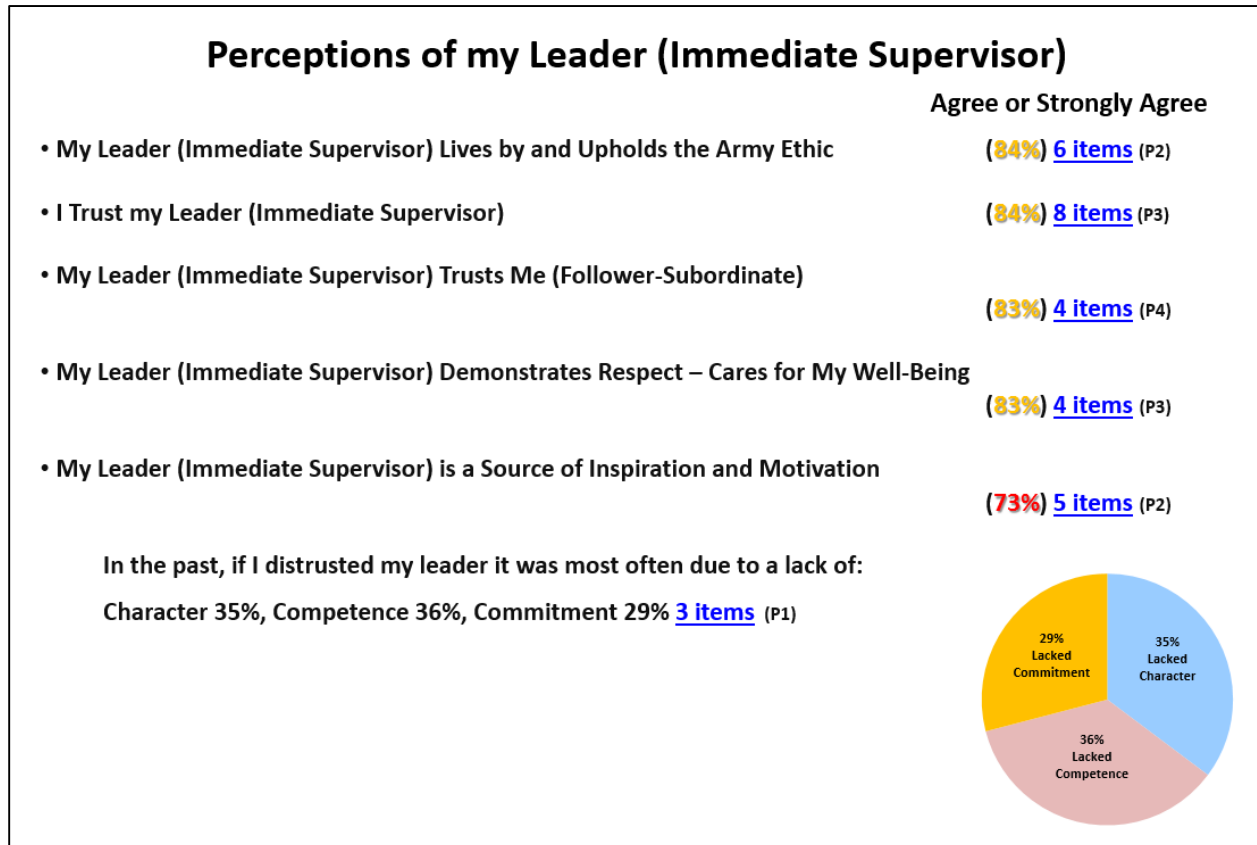 Perceptions of my Leader (Immediate Supervisor)
Agree or Strongly Agree
• My Leader (Immediate Supervisor) Lives by and Upholds the Army Ethic (84%) 6 items (P2)
• I Trust my Leader (Immediate Supervisor) (84%) 8 items (P3)
• My Leader (Immediate Supervisor) Trusts Me (Follower-Subordinate)
(83%) 4 items (P4)
• My Leader (Immediate Supervisor) Demonstrates Respect – Cares for My Well-Being
(83%) 4 items (P3)
• My Leader (Immediate Supervisor) is a Source of Inspiration and Motivation
(73%) 5 items (P2)
In the past, if I distrusted my leader it was most often due to a lack of:
Character 35%, Competence 36%, Commitment 29% 3 items (P1)
29%
Lacked
Commitment
35%
Lacked
Character
36%
Lacked
Competence